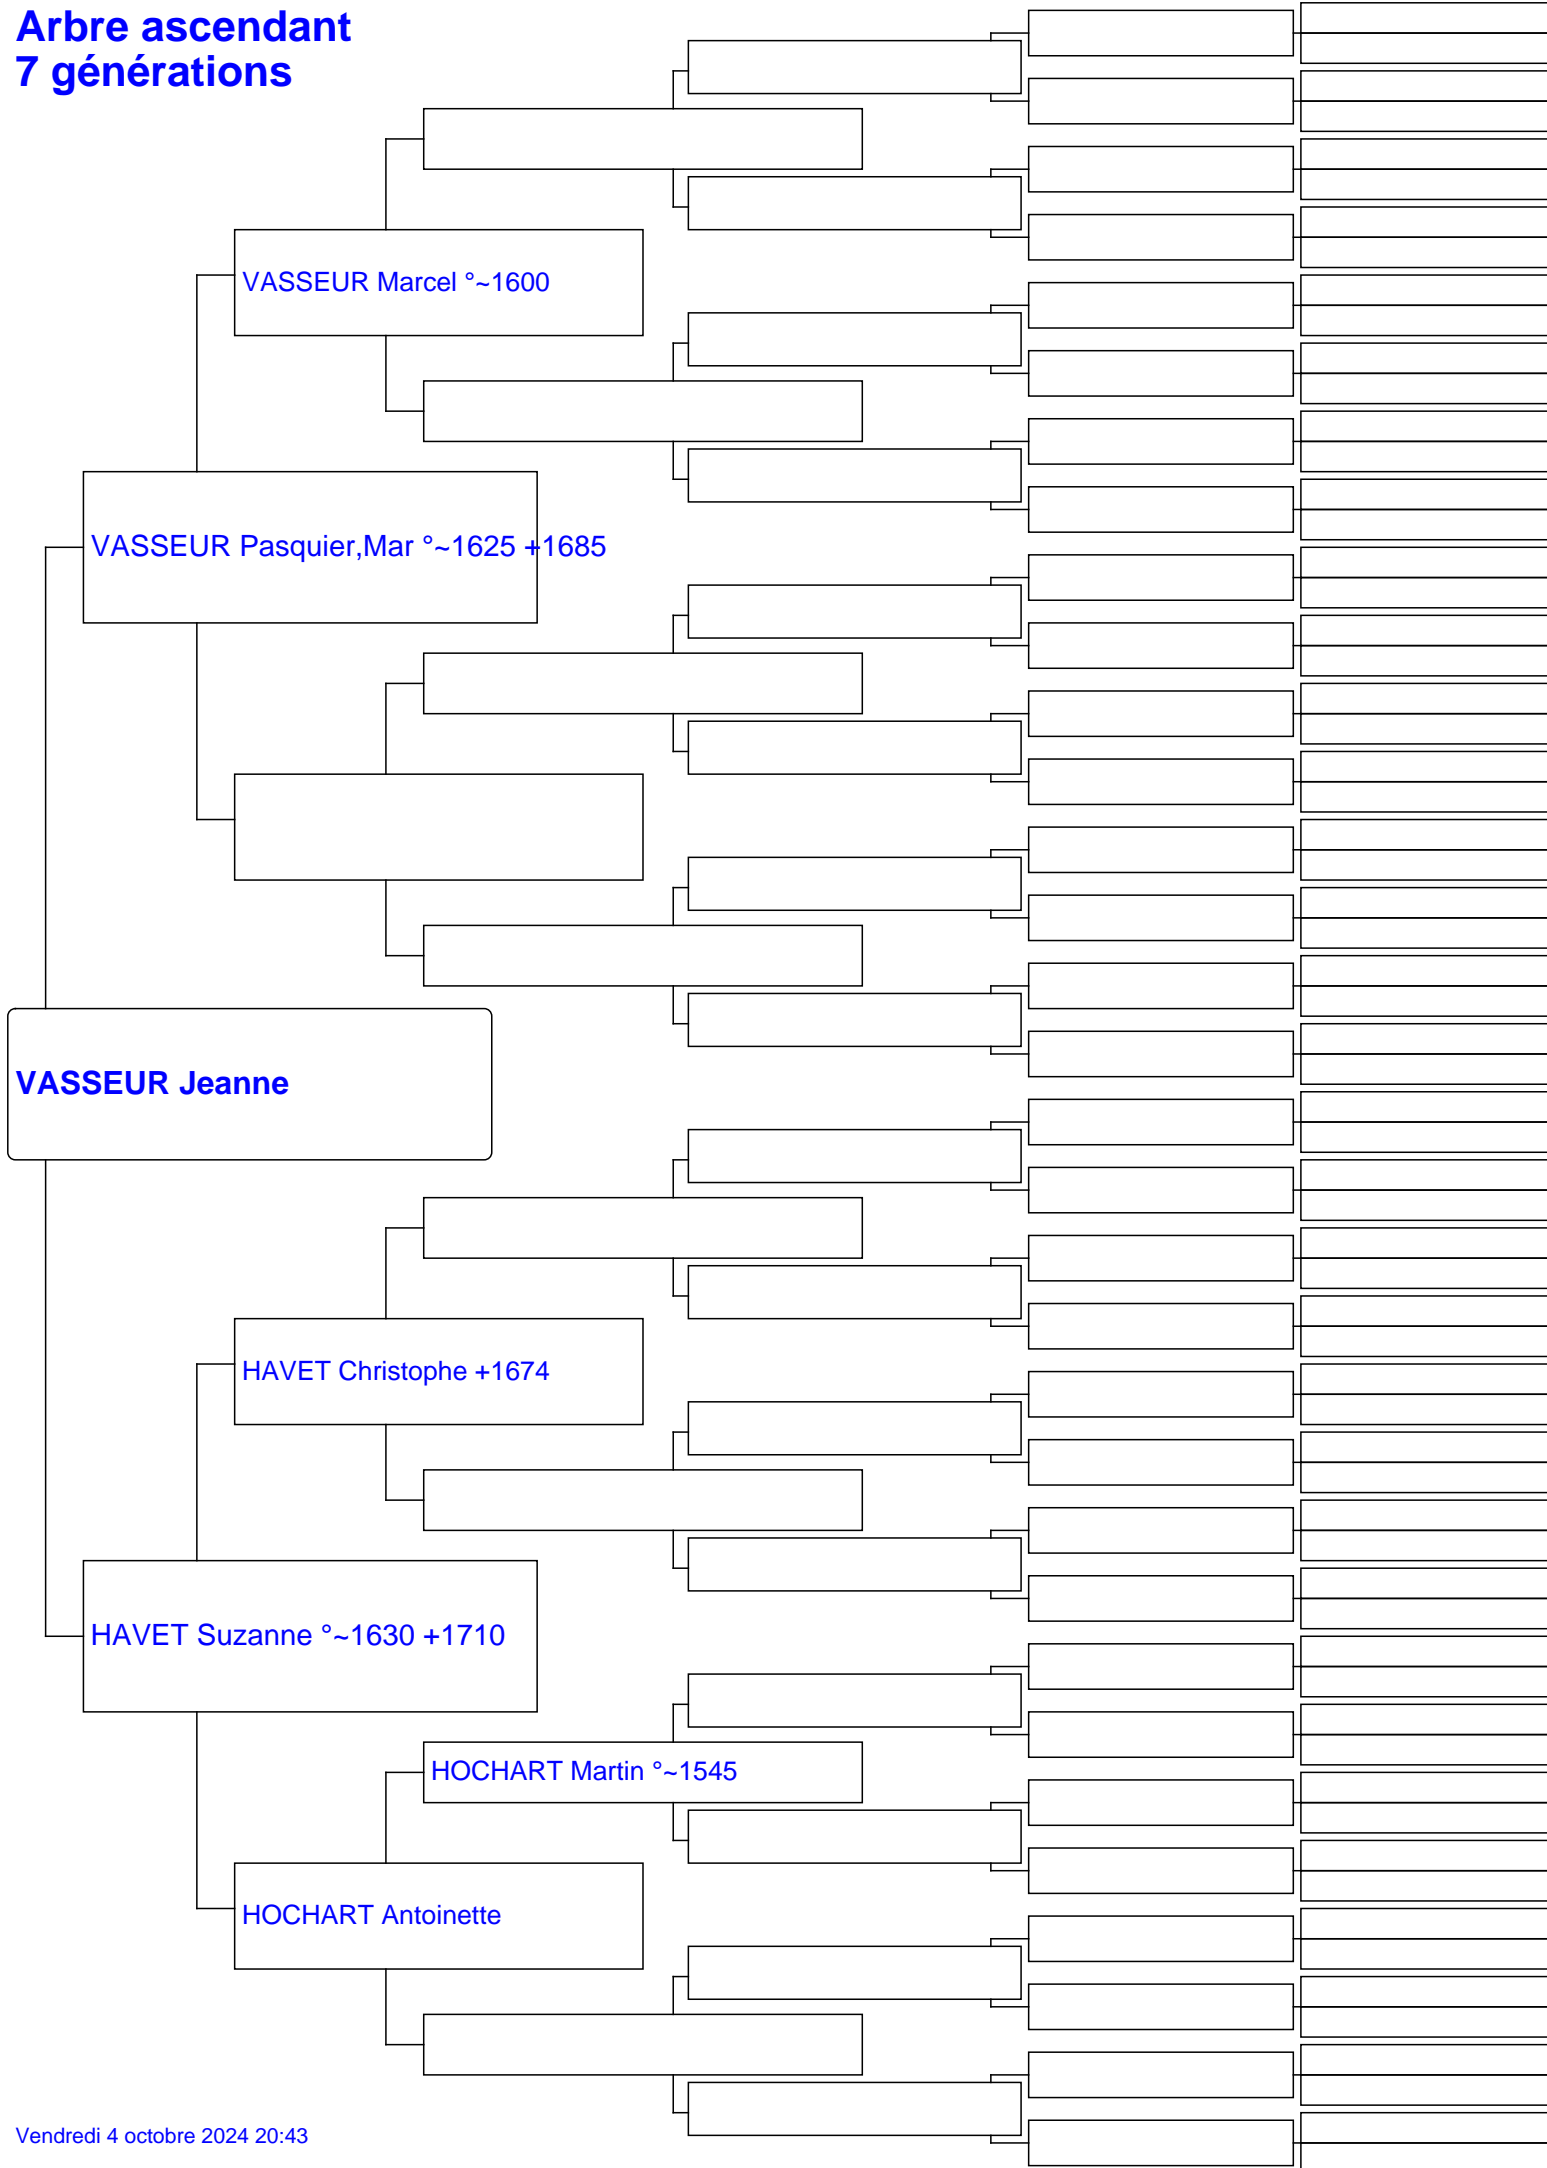 Arbre ascendant
7 générations
VASSEUR Marcel °~1600
VASSEUR Pasquier,Mar °~1625 +1685
VASSEUR Jeanne
HAVET Christophe +1674
HAVET Suzanne °~1630 +1710
HOCHART Martin °~1545
HOCHART Antoinette
Vendredi 4 octobre 2024 20:43